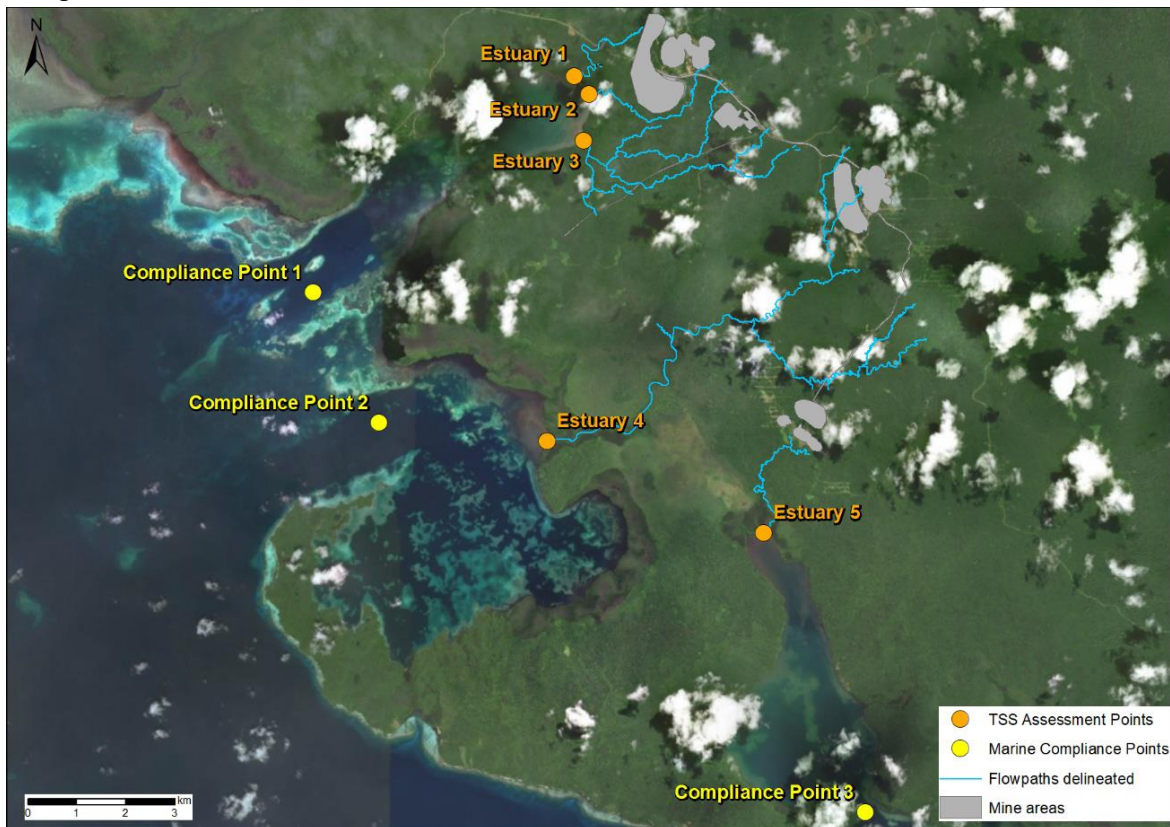 N
Estuary 1
Estuary 2
Estuary 3
Compliance Point 1
Compliance Point 2
Estuary 4
Estuary 5
Compliance Point 3
TSS Assessment Points
Marine Compliance Points
Flowpaths delineated
Mine areas
km
0 1 2 3